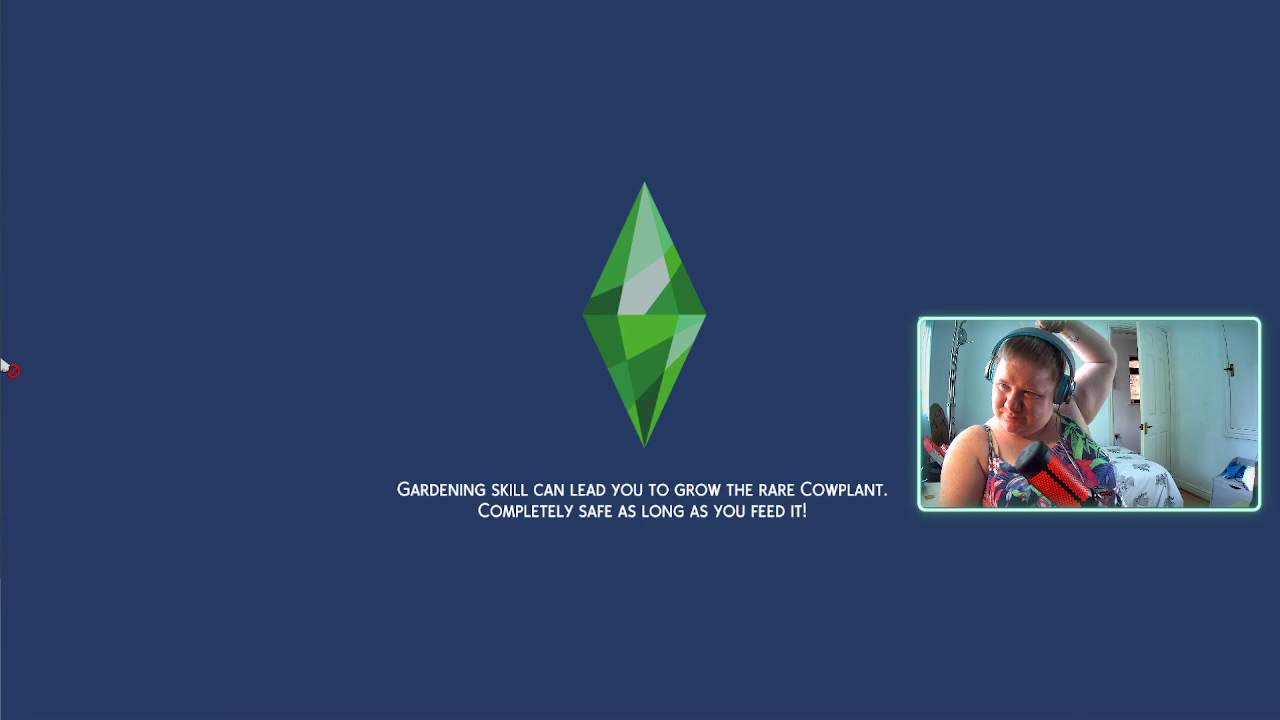 Gardening skill can lead you to grow the rare Cowplant.
Completely safe as long as you feed it!